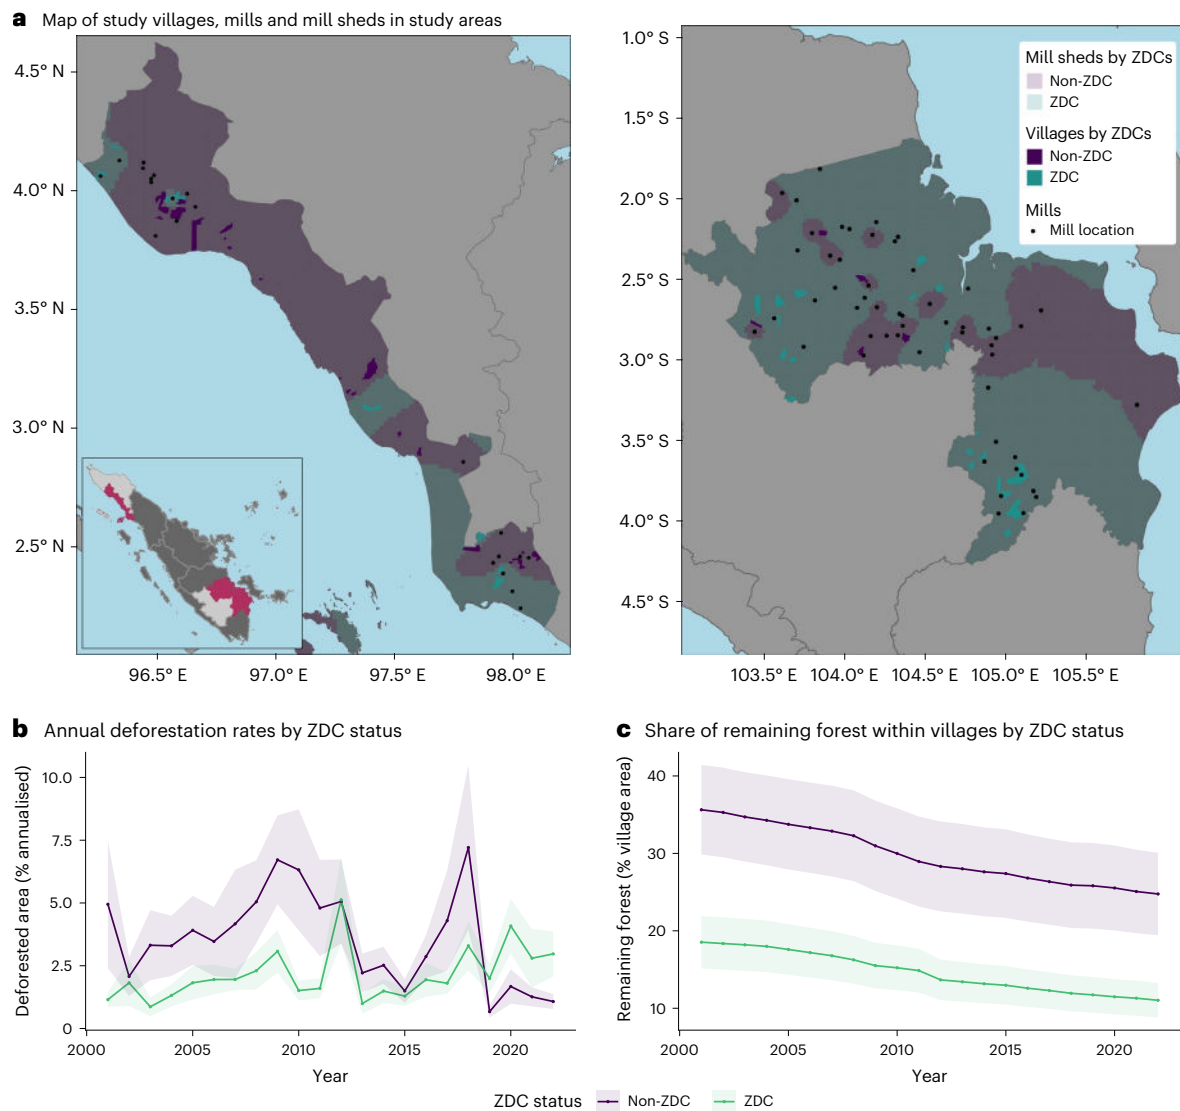 a Map of study villages, mills and mill sheds in study areas
4.5° N
4.0° N
3.5° N
3.0° N
2.5° N
96.5° E 97.0° E 97.5° E 98.0° E
1.0° S
1.5° S
2.0° S
2.5° S
3.0° S
3.5° S
4.0° S
4.5° S
103.5° E 104.0° E 104.5° E 105.0° E 105.5° E
Mill sheds by ZDCs
Non-ZDC
ZDC
Villages by ZDCs
Non-ZDC
ZDC
Mills
Mill location
b Annual deforestation rates by ZDC status
Deforested area (% annualised)
10.0
7.5
5.0
2.5
0
2000 2005 2010 2015 2020
Year
c Share of remaining forest within villages by ZDC status
Remaining forest (% village area)
40
30
20
10
2000 2005 2010 2015 2020
Year
ZDC status Non-ZDC ZDC